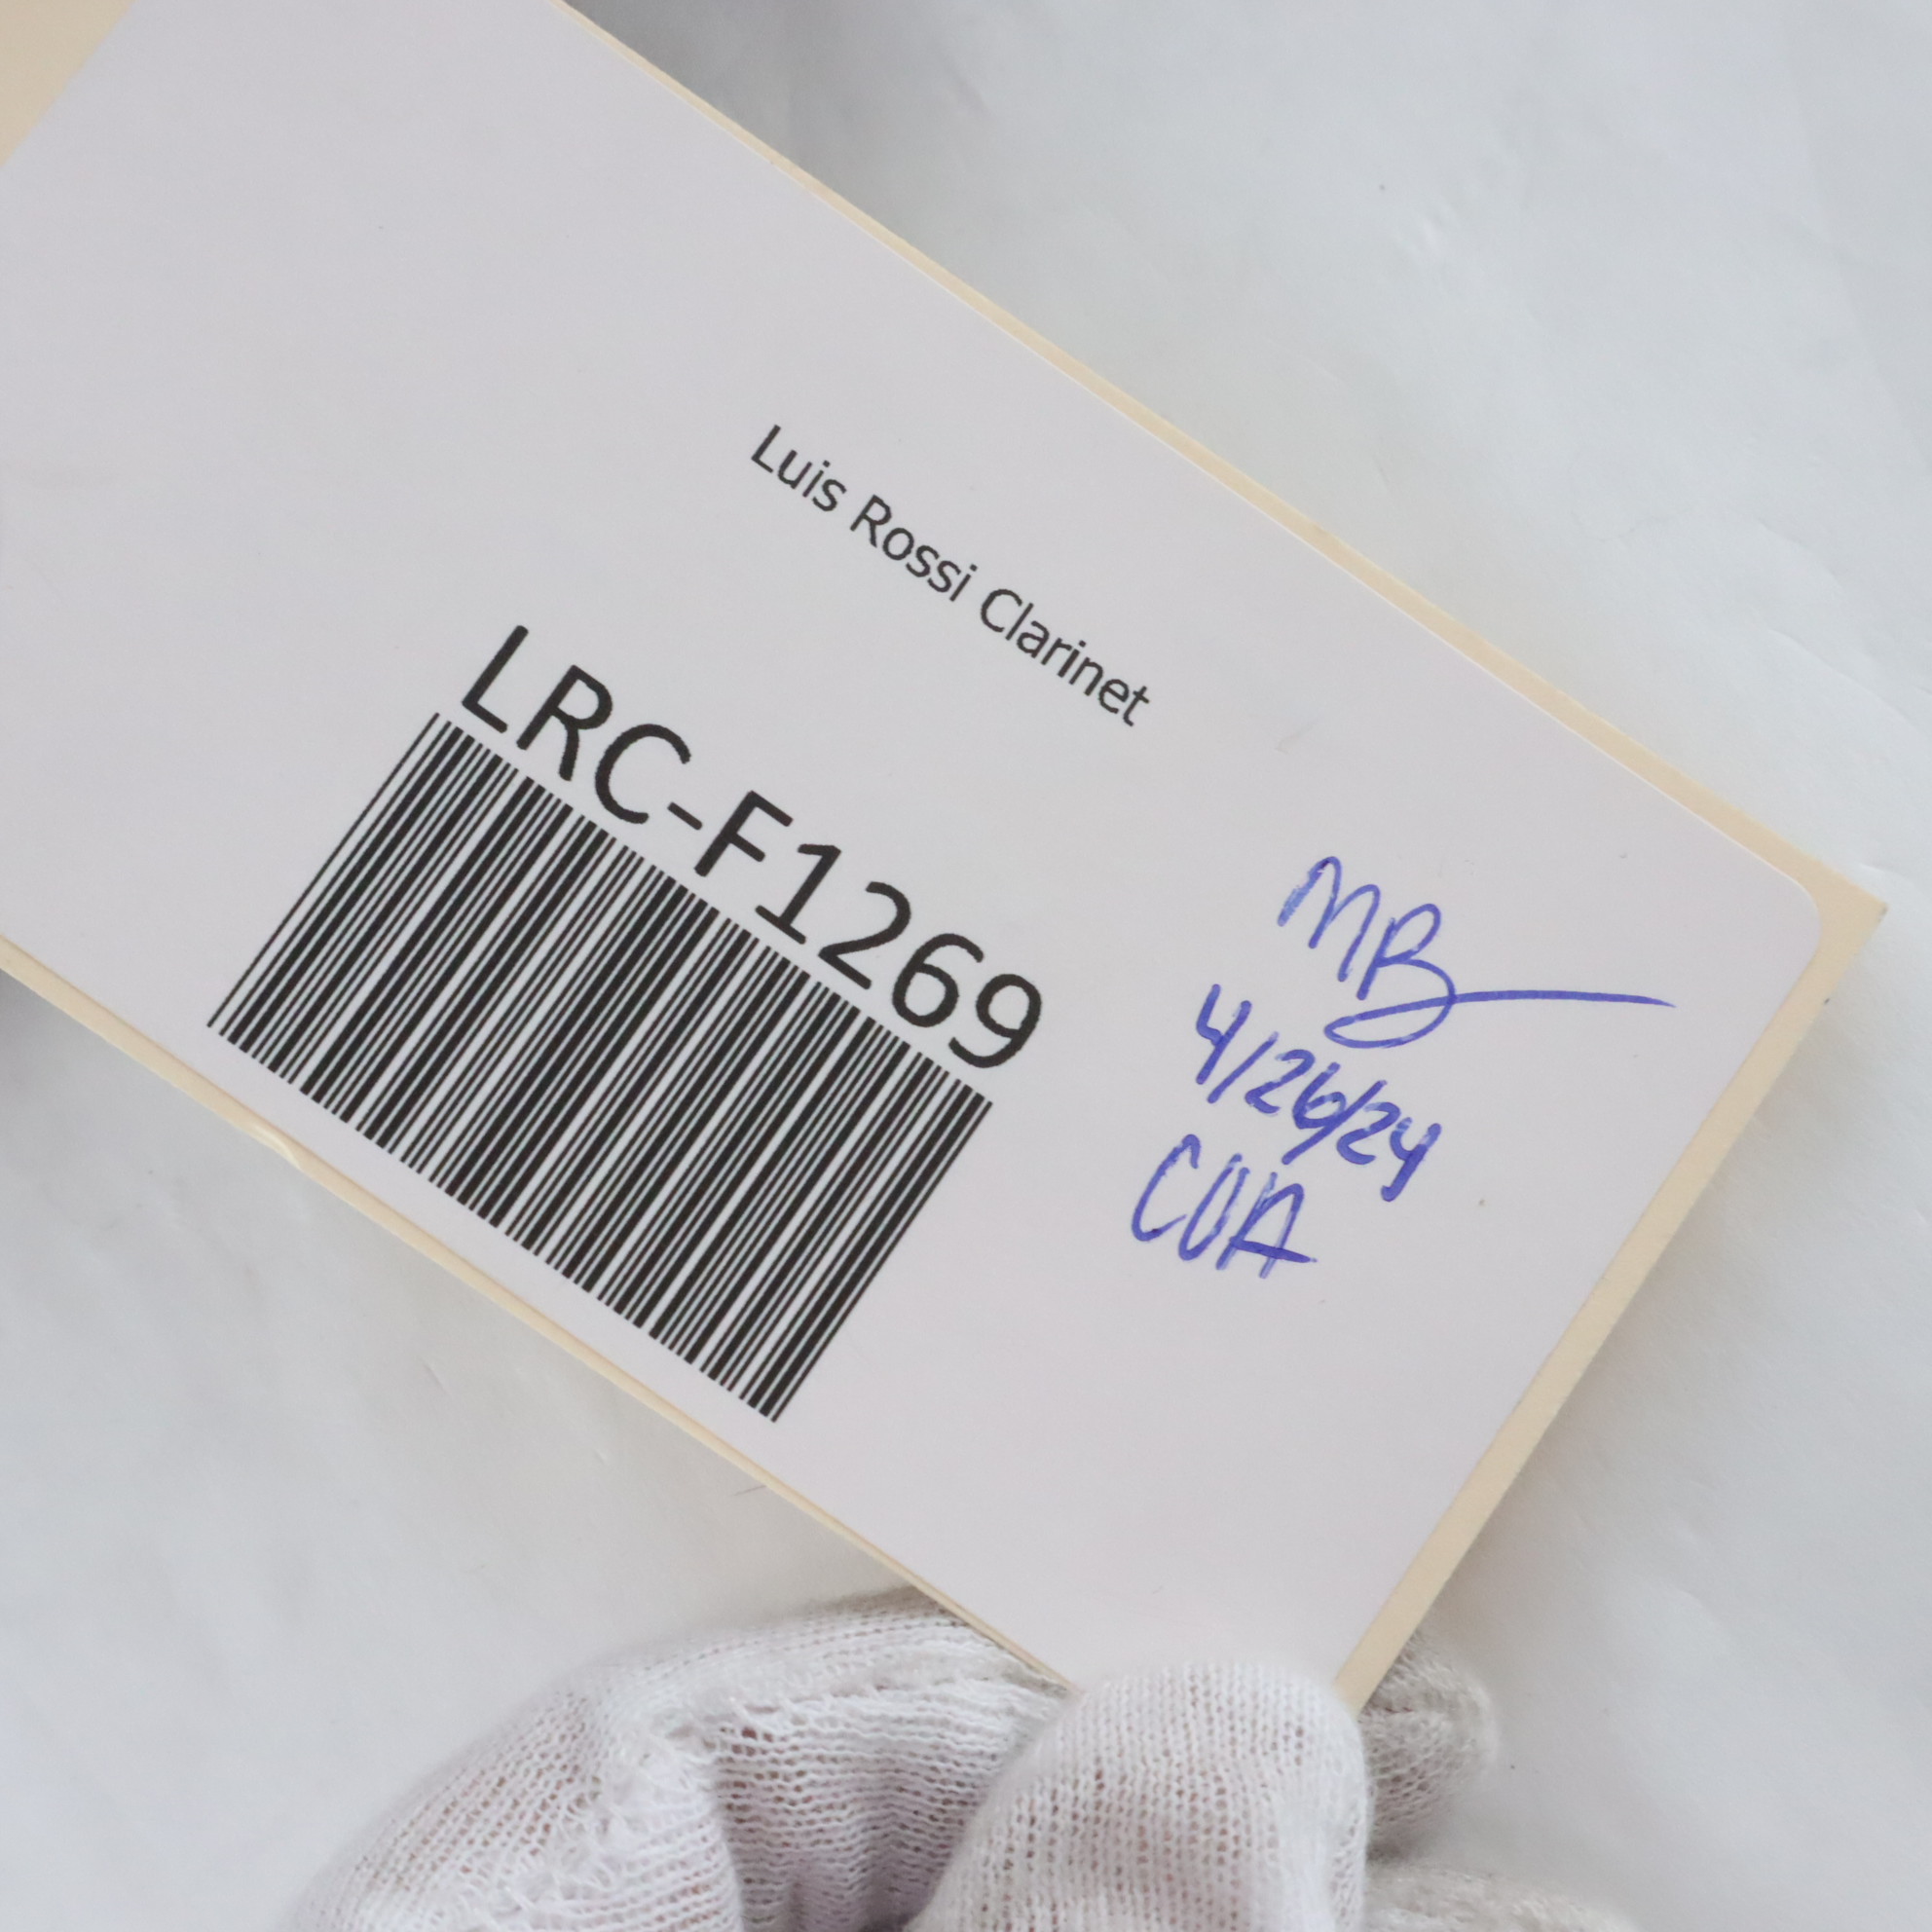 Luis Rossi Clarinet
LRC-F1269
MB
4/26/24
COA